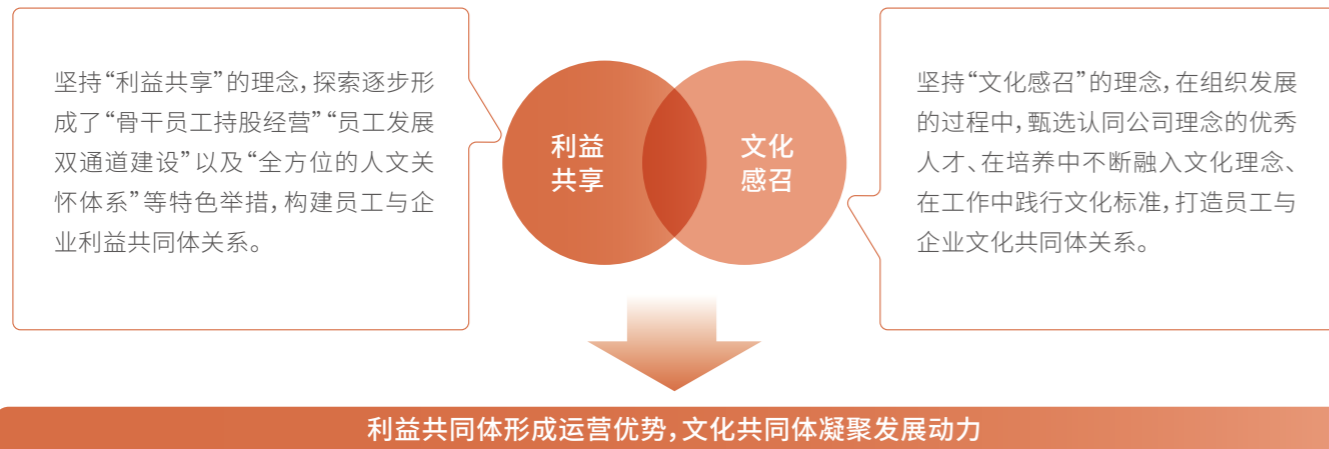 坚持“利益共享”的理念，探索逐步形
成了“骨干员工持股经营”“员工发展
双通道建设”以及“全方位的人文关
怀体系”等特色举措，构建员工与企
业利益共同体关系。
利益
共享
文化
感召
坚持“文化感召”的理念，在组织发展
的过程中，甄选认同公司理念的优秀
人才、在培养中不断融入文化理念、
在工作中践行文化标准，打造员工与
企业文化共同体关系。
利益共同体形成运营优势，文化共同体凝聚发展动力